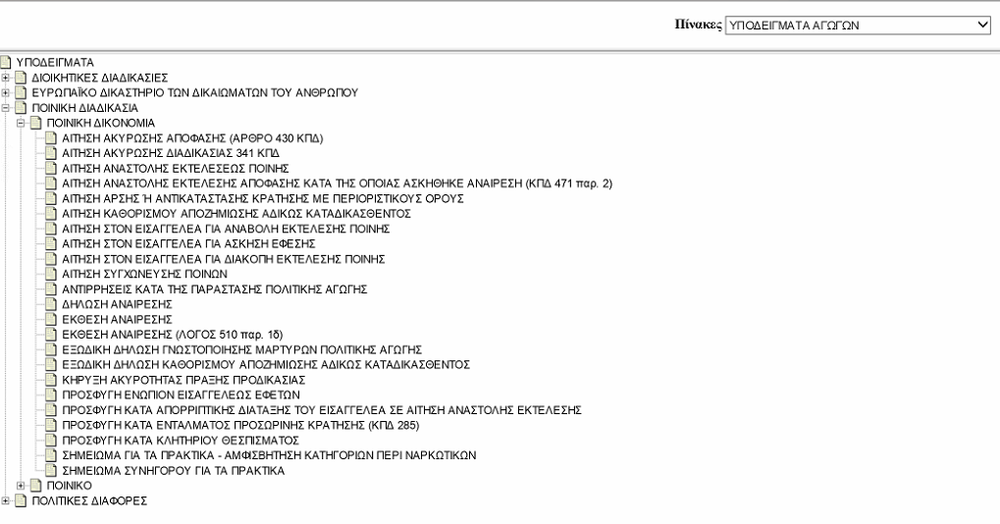 Πίνακες ΥΠΟΔΕΙΓΜΑΤΑ ΑΓΩΓΩΝ
ΥΠΟΔΕΙΓΜΑΤΑ
ΔΙΟΙΚΗΤΙΚΕΣ ΔΙΑΔΙΚΑΣΙΕΣ
ΕΥΡΩΠΑΪΚΟ ΔΙΚΑΣΤΗΡΙΟ ΤΩΝ ΔΙΚΑΙΩΜΑΤΩΝ ΤΟΥ ΑΝΘΡΩΠΟΥ
ΠΟΙΝΙΚΗ ΔΙΑΔΙΚΑΣΙΑ
ΠΟΙΝΙΚΗ ΔΙΚΟΝΟΜΙΑ
ΑΙΤΗΣΗ ΑΚΥΡΩΣΗΣ ΑΠΟΦΑΣΗΣ (ΑΡΘΡΟ 430 ΚΠΔ)
ΑΙΤΗΣΗ ΑΚΥΡΩΣΗΣ ΔΙΑΔΙΚΑΣΙΑΣ 341 ΚΠΔ
ΑΙΤΗΣΗ ΑΝΑΣΤΟΛΗΣ ΕΚΤΕΛΕΣΕΩΣ ΠΟΙΝΗΣ
ΑΙΤΗΣΗ ΑΝΑΣΤΟΛΗΣ ΕΚΤΕΛΕΣΗΣ ΑΠΟΦΑΣΗΣ ΚΑΤΑ ΤΗΣ ΟΠΟΙΑΣ ΑΣΚΗΘΗΚΕ ΑΝΑΙΡΕΣΗ (ΚΠΔ 471 παρ. 2)
ΑΙΤΗΣΗ ΑΡΣΗΣ Ή ΑΝΤΙΚΑΤΑΣΤΑΣΗΣ ΚΡΑΤΗΣΗΣ ΜΕ ΠΕΡΙΟΡΙΣΤΙΚΟΥΣ ΟΡΟΥΣ
ΑΙΤΗΣΗ ΚΑΘΟΡΙΣΜΟΥ ΑΠΟΖΗΜΙΩΣΗΣ ΑΔΙΚΩΣ ΚΑΤΑΔΙΚΑΣΘΕΝΤΟΣ
ΑΙΤΗΣΗ ΣΤΟΝ ΕΙΣΑΓΓΕΛΕΑ ΓΙΑ ΑΝΑΒΟΛΗ ΕΚΤΕΛΕΣΗΣ ΠΟΙΝΗΣ
ΑΙΤΗΣΗ ΣΤΟΝ ΕΙΣΑΓΓΕΛΕΑ ΓΙΑ ΑΣΚΗΣΗ ΕΦΕΣΗΣ
ΑΙΤΗΣΗ ΣΤΟΝ ΕΙΣΑΓΓΕΛΕΑ ΓΙΑ ΔΙΑΚΟΠΗ ΕΚΤΕΛΕΣΗΣ ΠΟΙΝΗΣ
ΑΙΤΗΣΗ ΣΥΓΧΩΝΕΥΣΗΣ ΠΟΙΝΩΝ
ΑΝΤΙΡΡΗΣΕΙΣ ΚΑΤΑ ΤΗΣ ΠΑΡΑΣΤΑΣΗΣ ΠΟΛΙΤΙΚΗΣ ΑΓΩΓΗΣ
ΔΗΛΩΣΗ ΑΝΑΙΡΕΣΗΣ
ΕΚΘΕΣΗ ΑΝΑΙΡΕΣΗΣ
ΕΚΘΕΣΗ ΑΝΑΙΡΕΣΗΣ (ΛΟΓΟΣ 510 παρ. 1δ)
ΕΞΩΔΙΚΗ ΔΗΛΩΣΗ ΓΝΩΣΤΟΠΟΙΗΣΗΣ ΜΑΡΤΥΡΩΝ ΠΟΛΙΤΙΚΗΣ ΑΓΩΓΗΣ
ΕΞΩΔΙΚΗ ΔΗΛΩΣΗ ΚΑΘΟΡΙΣΜΟΥ ΑΠΟΖΗΜΙΩΣΗΣ ΑΔΙΚΩΣ ΚΑΤΑΔΙΚΑΣΘΕΝΤΟΣ
ΚΗΡΥΞΗ ΑΚΥΡΟΤΗΤΑΣ ΠΡΑΞΗΣ ΠΡΟΔΙΚΑΣΙΑΣ
ΠΡΟΣΦΥΓΗ ΕΝΩΠΙΟΝ ΕΙΣΑΓΓΕΛΕΩΣ ΕΦΕΤΩΝ
ΠΡΟΣΦΥΓΗ ΚΑΤΑ ΑΠΟΡΡΙΠΤΙΚΗΣ ΔΙΑΤΑΞΗΣ ΤΟΥ ΕΙΣΑΓΓΕΛΕΑ ΣΕ ΑΙΤΗΣΗ ΑΝΑΣΤΟΛΗΣ ΕΚΤΕΛΕΣΗΣ
ΠΡΟΣΦΥΓΗ ΚΑΤΑ ΕΝΤΑΛΜΑΤΟΣ ΠΡΟΣΩΡΙΝΗΣ ΚΡΑΤΗΣΗΣ (ΚΠΔ 285)
ΠΡΟΣΦΥΓΗ ΚΑΤΑ ΚΛΗΤΗΡΙΟΥ ΘΕΣΠΙΣΜΑΤΟΣ
ΣΗΜΕΙΩΜΑ ΓΙΑ ΤΑ ΠΡΑΚΤΙΚΑ - ΑΜΦΙΣΒΗΤΗΣΗ ΚΑΤΗΓΟΡΙΩΝ ΠΕΡΙ ΝΑΡΚΩΤΙΚΩΝ
ΣΗΜΕΙΩΜΑ ΣΥΝΗΓΟΡΟΥ ΓΙΑ ΤΑ ΠΡΑΚΤΙΚΑ
ΠΟΙΝΙΚΟ
ΠΟΛΙΤΙΚΕΣ ΔΙΑΦΟΡΕΣ